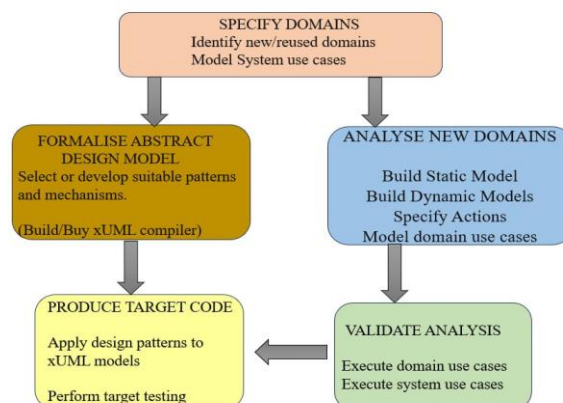 SPECIFY DOMAINS
Identify new/reused domains
Model System use cases
FORMALISE ABSTRACT
DESIGN MODEL
Select or develop suitable patterns
and mechanisms.
(Build/Buy xUML compiler)
ANALYSE NEW DOMAINS
Build Static Model
Build Dynamic Models
Specify Actions
Model domain use cases
PRODUCE TARGET CODE
Apply design patterns to
xUML models
Perform target testing
VALIDATE ANALYSIS
Execute domain use cases
Execute system use cases